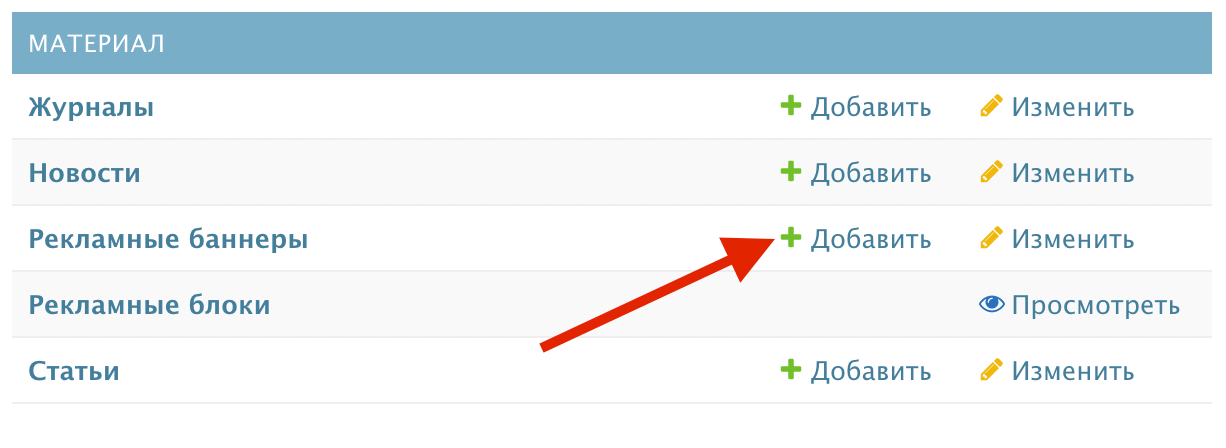 МАТЕРИАЛ
Журналы Добавить Изменить
Новости Добавить Изменить
Рекламные баннеры Добавить Изменить
Рекламные блоки Просмотреть
Статьи Добавить Изменить